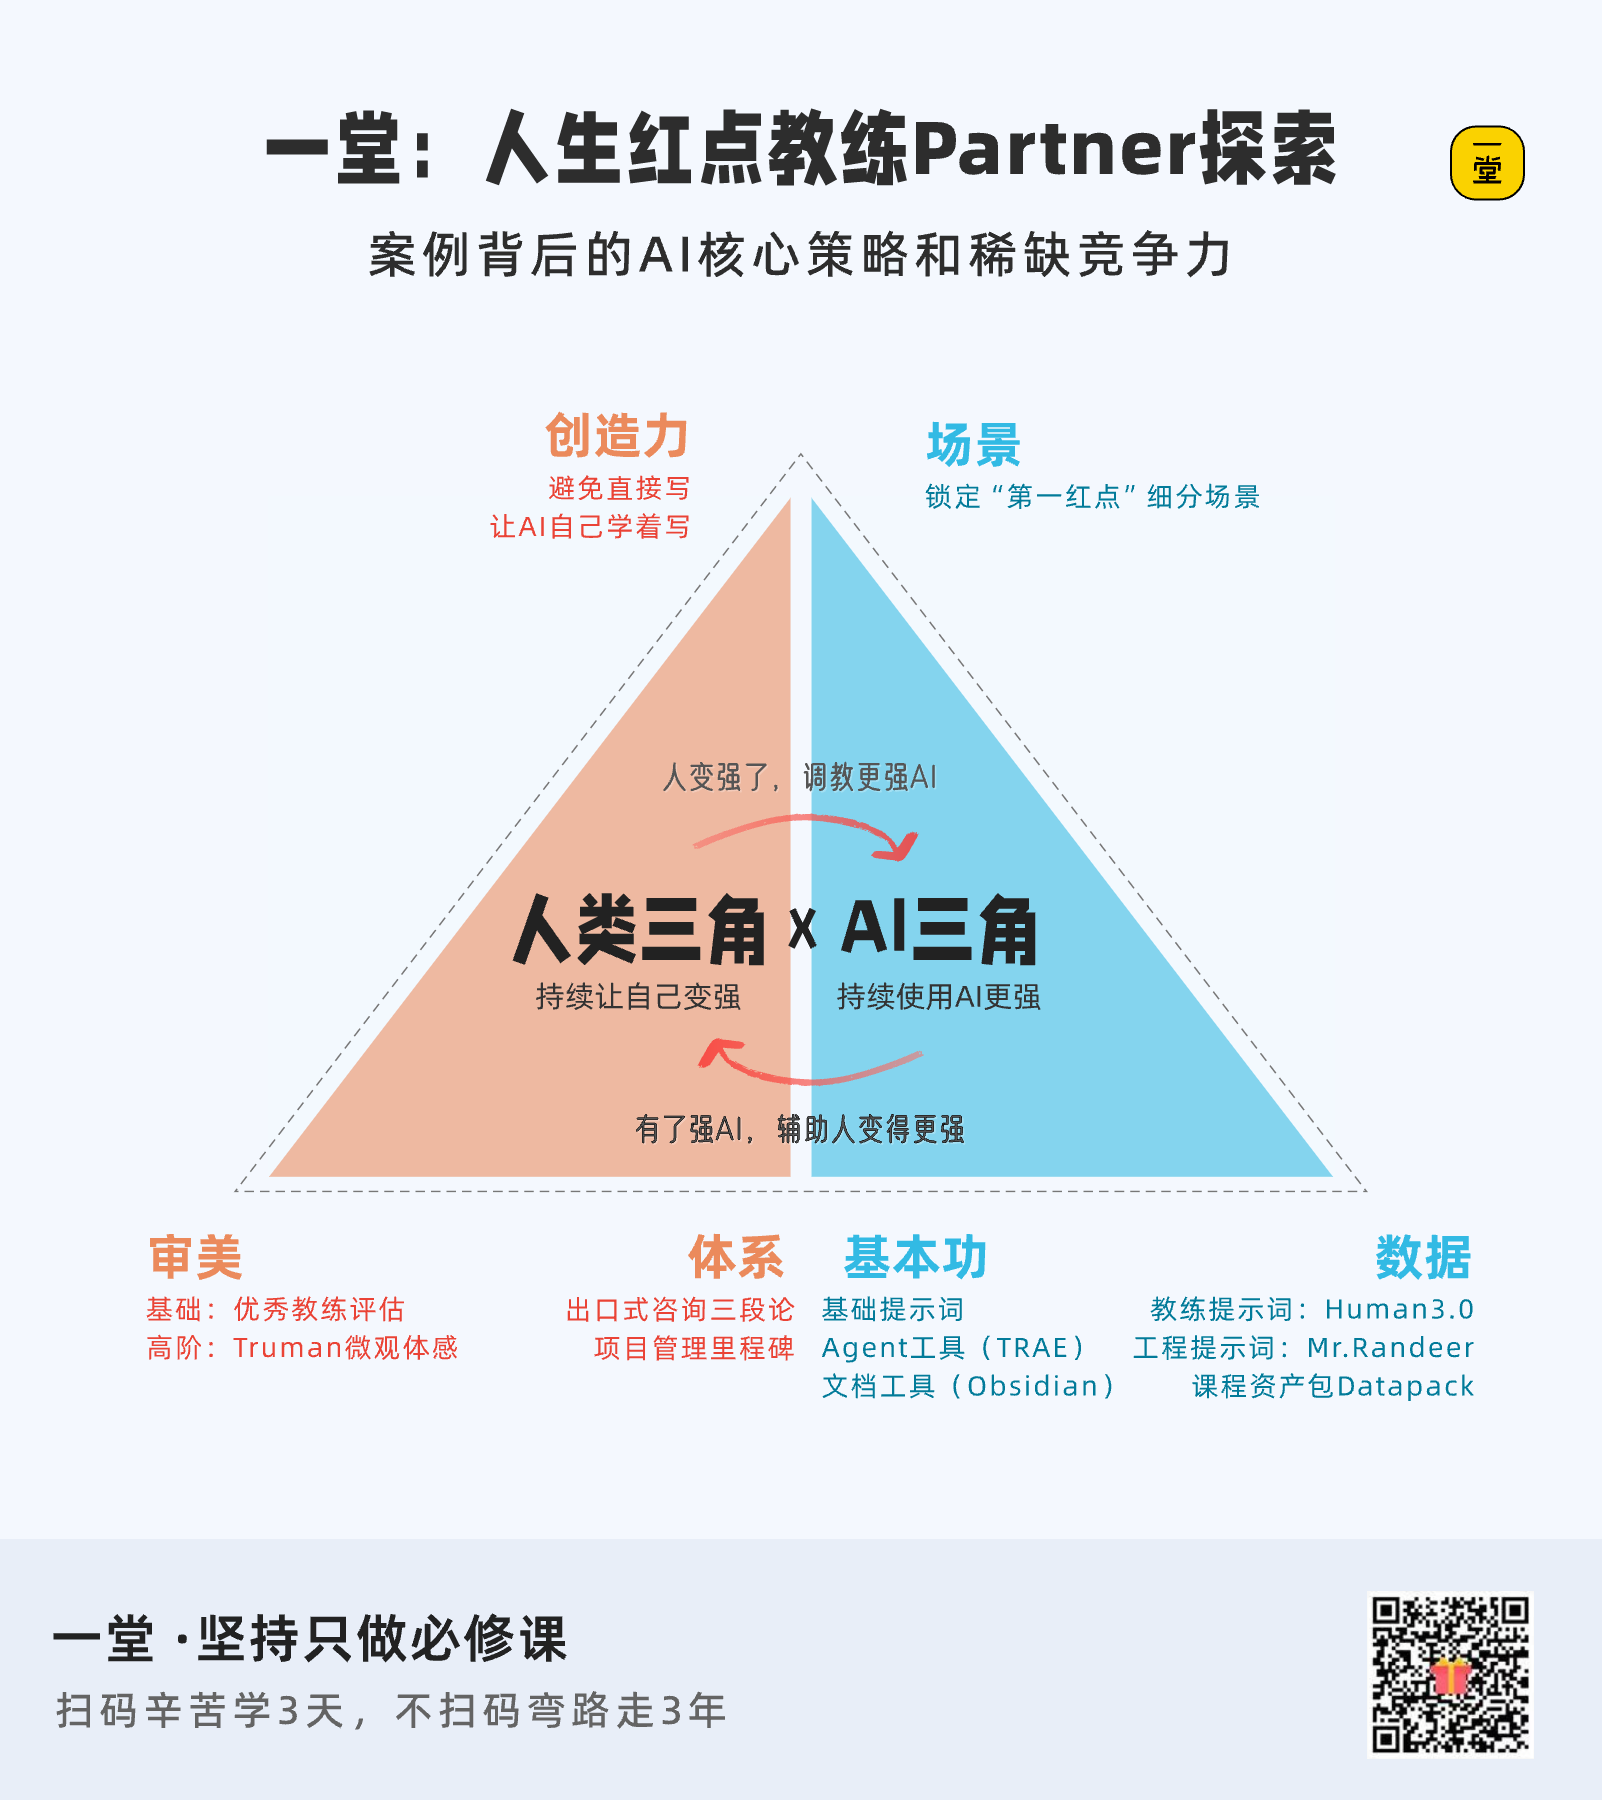 一堂：人生红点教练Partner探索
一堂
案例背后的AI核心策略和稀缺竞争力
创造力
避免直接写
让AI自己学着写
场景
锁定“第一红点”细分场景
人变强了，调教更强AI
人类三角 x AI三角
持续让自己变强
持续使用AI更强
有了强AI，辅助人变得更强
审美
基础：优秀教练评估
高阶：Truman微观体感
体系
出口式咨询三段论
项目管理里程碑
基本功
基础提示词
Agent工具（TRAE）
文档工具（Obsidian）
数据
教练提示词：Human3.0
工程提示词：Mr.Randeer
课程资产包Datapack
一堂·坚持只做必修课
扫码辛苦学3天，不扫码弯路走3年